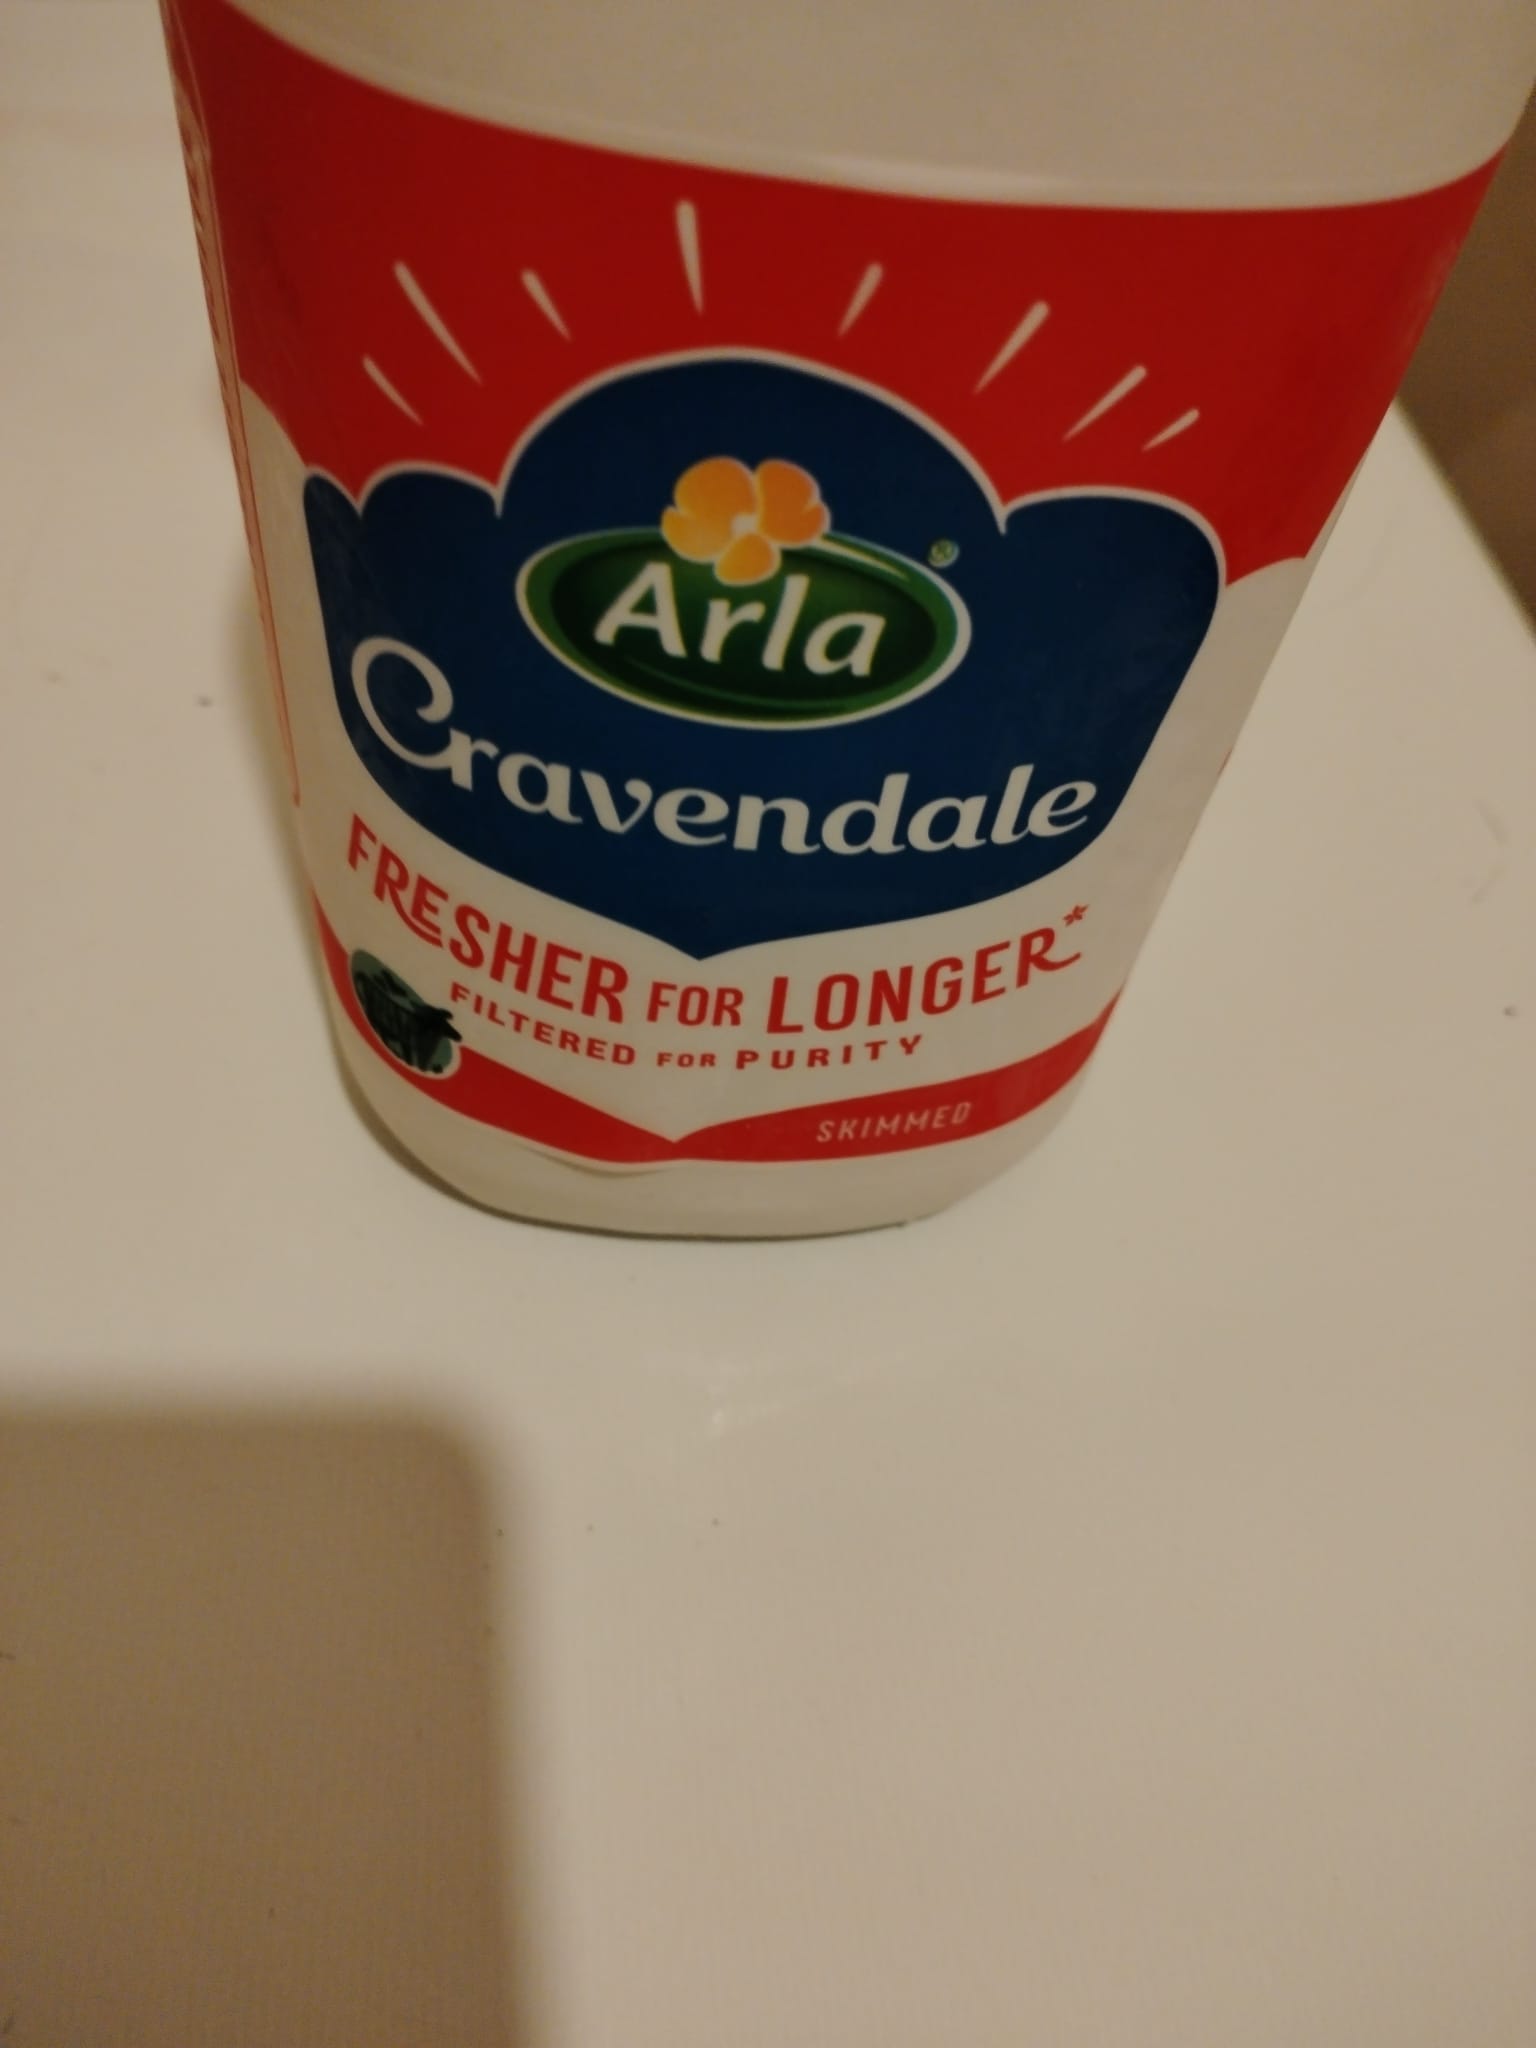 Arla®
Cravendale
FRESHER FOR LONGER*
FILTERED FOR PURITY
SKIMMED